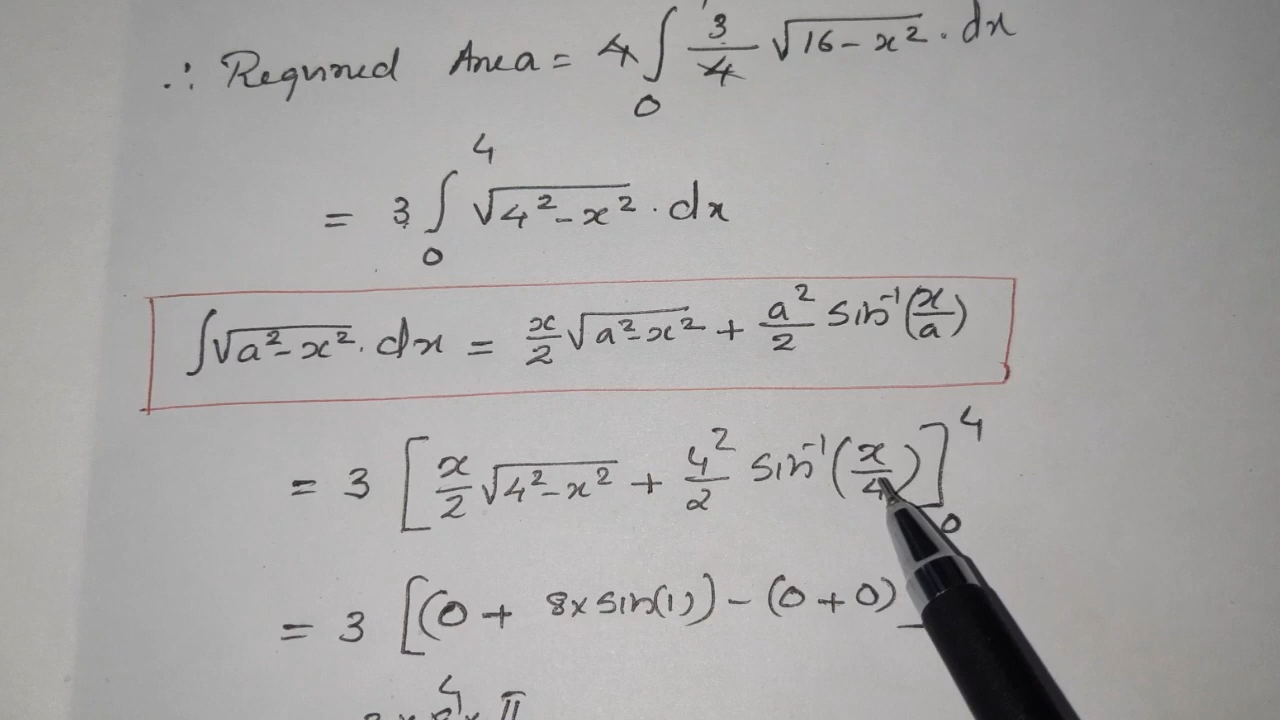 ∴ Required Area = 4 ∫₀ 3/4 √16 - x² . dx
= 3 ∫₀⁴ √4² - x² . dx
∫√a² - x² . dx = x/2 √a² - x² + a²/2 sin⁻¹(x/a)
= 3 [x/2 √4² - x² + 4²/2 sin⁻¹(x/4)]₀⁴
= 3 [(0 + 8x sin(1)) - (0 + 0)
4
π